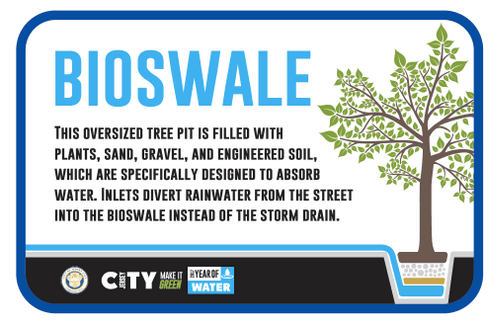 BIOSWALE
THIS OVERSIZED TREE PIT IS FILLED WITH
PLANTS, SAND, GRAVEL, AND ENGINEERED SOIL,
WHICH ARE SPECIFICALLY DESIGNED TO ABSORB
WATER. INLETS DIVERT RAINWATER FROM THE STREET
INTO THE BIOSWALE INSTEAD OF THE STORM DRAIN.
JERSEY CITY MAKE IT GREEN
YEAR OF WATER